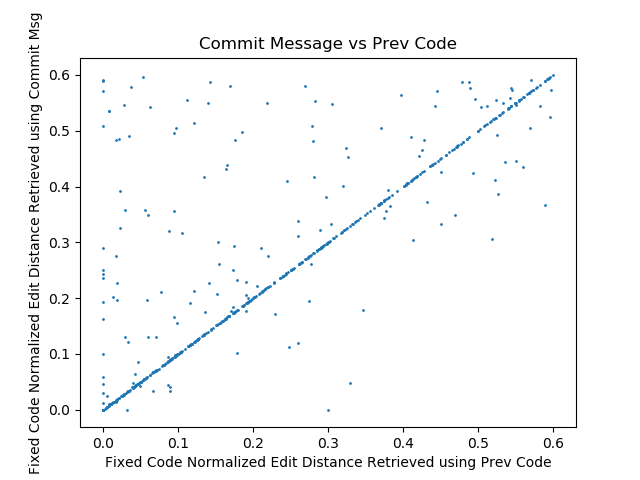 Commit Message vs Prev Code
Fixed Code Normalized Edit Distance Retrieved using Commit Msg
0.6
0.5
0.4
0.3
0.2
0.1
0.0
0.0 0.1 0.2 0.3 0.4 0.5 0.6
Fixed Code Normalized Edit Distance Retrieved using Prev Code